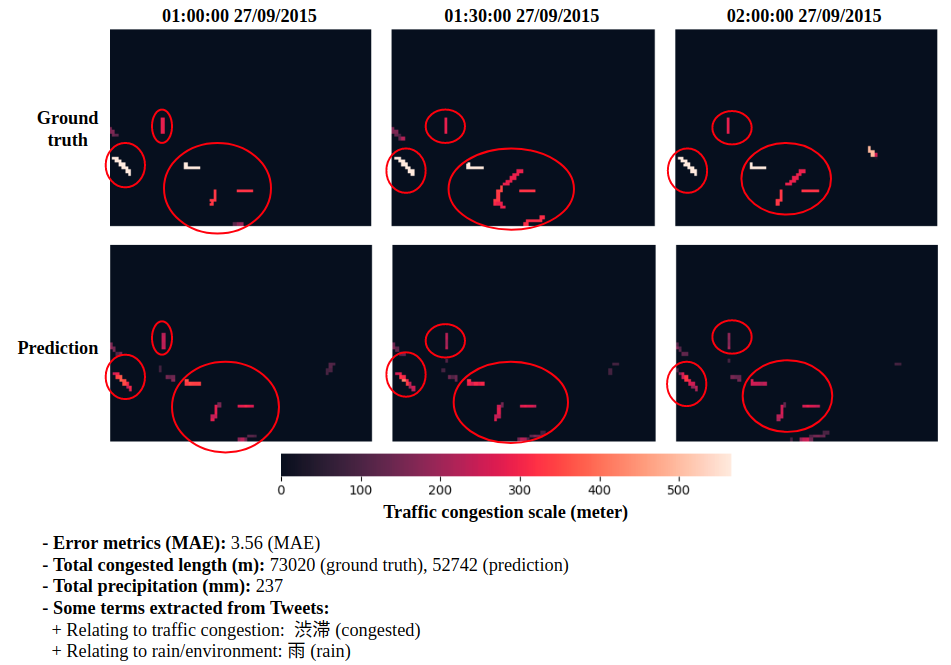 01:00:00 27/09/2015 01:30:00 27/09/2015 02:00:00 27/09/2015
Ground
truth
Prediction
0 100 200 300 400 500
Traffic congestion scale (meter)
- Error metrics (MAE): 3.56 (MAE)
- Total congested length (m): 73020 (ground truth), 52742 (prediction)
- Total precipitation (mm): 237
- Some terms extracted from Tweets:
+ Relating to traffic congestion: 渋滞 (congested)
+ Relating to rain/environment: 雨 (rain)